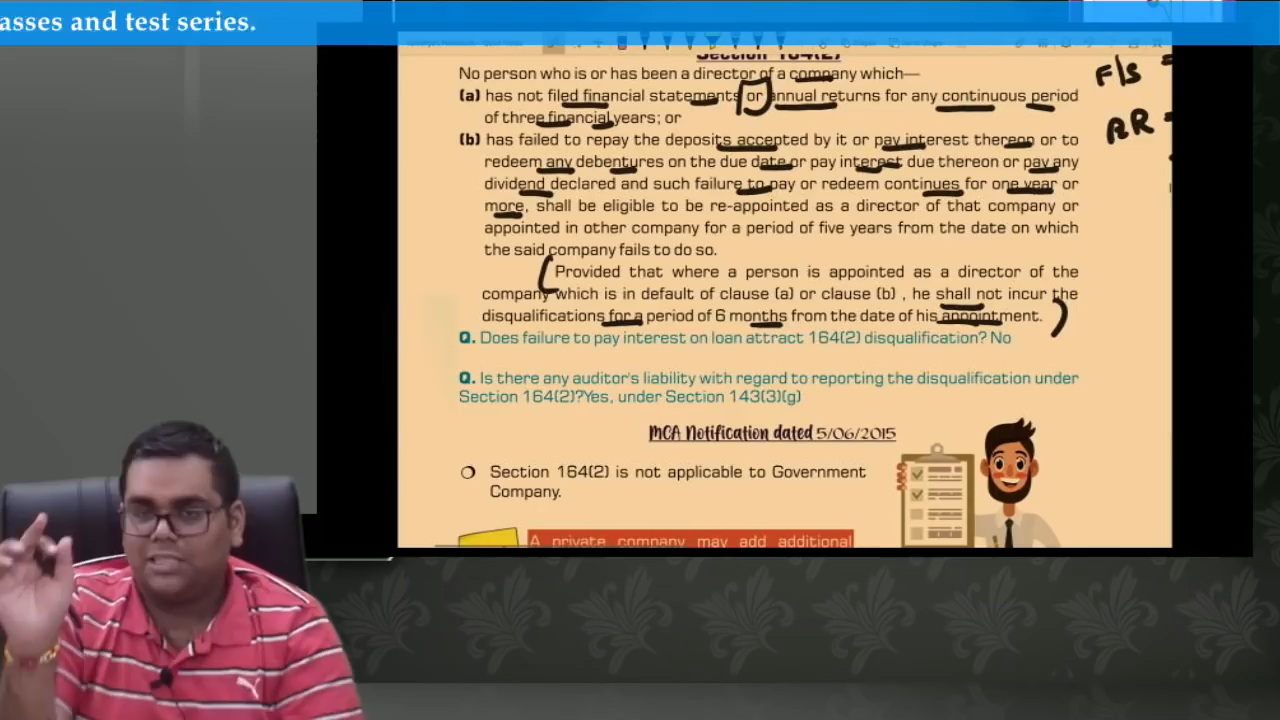 asses and test series.
Section 164(2)
No person who is or has been a director of a company which—
(a) has not filed financial statements or annual returns for any continuous period
of three financial years; or
(b) has failed to repay the deposits accepted by it or pay interest thereon or to
redeem any debentures on the due date or pay interest due thereon or pay any
dividend declared and such failure to pay or redeem continues for one year or
more, shall be eligible to be re-appointed as a director of that company or
appointed in other company for a period of five years from the date on which
the said company fails to do so.
Provided that where a person is appointed as a director of the
company which is in default of clause (a) or clause (b) , he shall not incur the
disqualifications for a period of 6 months from the date of his appointment.
Q. Does failure to pay interest on loan attract 164(2) disqualification? No
Q. Is there any auditor's liability with regard to reporting the disqualification under
Section 164(2)?Yes, under Section 143(3)(g)
MCA Notification dated 5/06/2015
Section 164(2) is not applicable to Government
Company.
A private company may add additional
F/S =
AR =